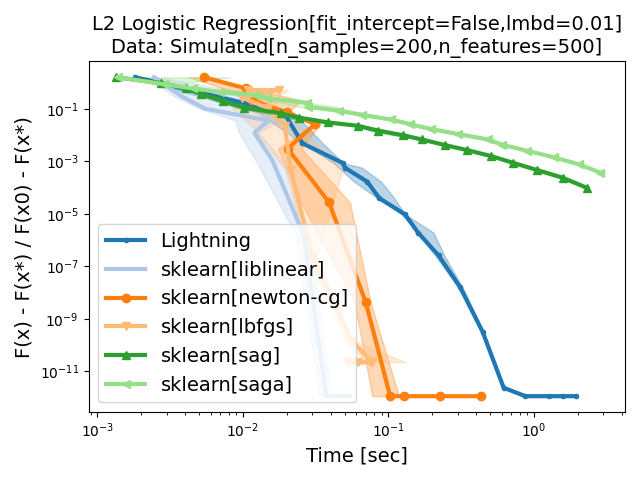 L2 Logistic Regression[fit_intercept=False,lmbd=0.01]
Data: Simulated[n_samples=200,n_features=500]
F(x) - F(x*) / F(x0) - F(x*)
10⁻¹
10⁻³
10⁻⁵
10⁻⁷
10⁻⁹
10⁻¹¹
Lightning
sklearn[liblinear]
sklearn[newton-cg]
sklearn[lbfgs]
sklearn[sag]
sklearn[saga]
10⁻³ 10⁻² 10⁻¹ 10⁰
Time [sec]